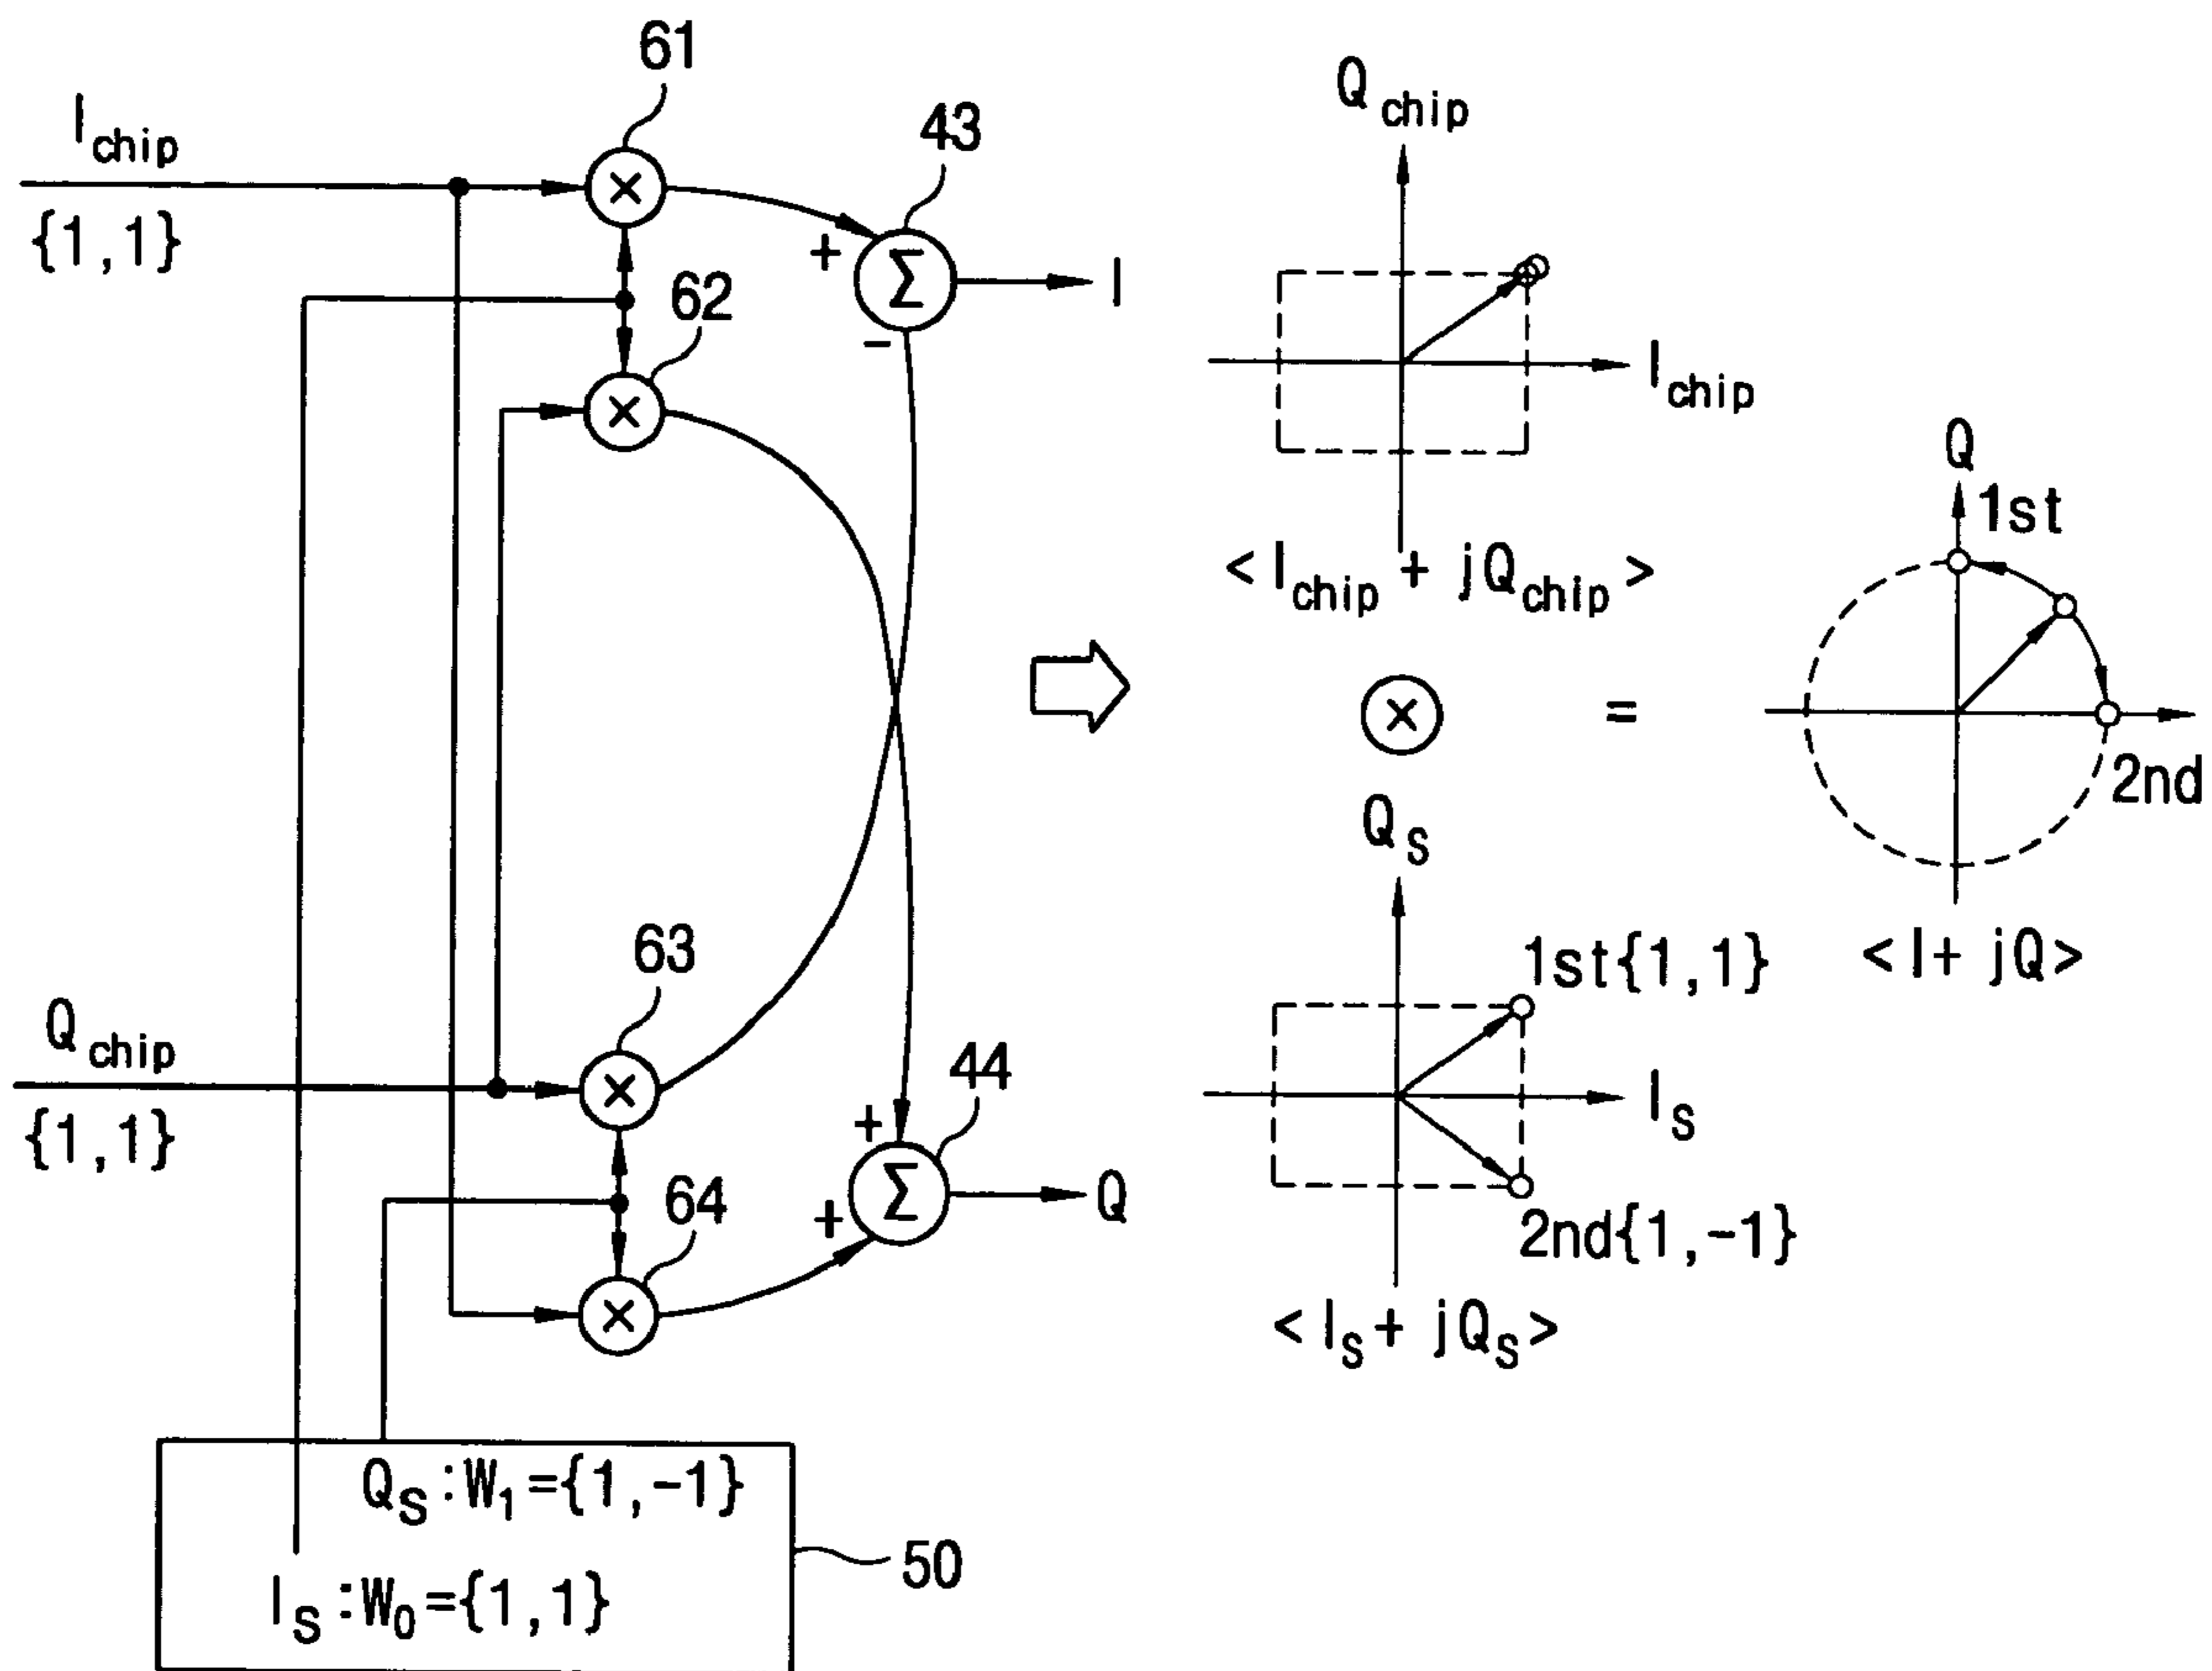 61
I_chip
{1,1}
×
43
+
Σ
I
-
62
×
Q_chip
I_chip
<I_chip + jQ_chip>
Q
1st
2nd
<I+ jQ>
×
=
Q_S
1st{1,1}
I_S
2nd{1,-1}
<I_S + jQ_S>
63
Q_chip
{1,1}
×
44
+
Σ
Q
+
64
×
Q_S:W_1={1,-1}
I_S:W_0={1,1}
50